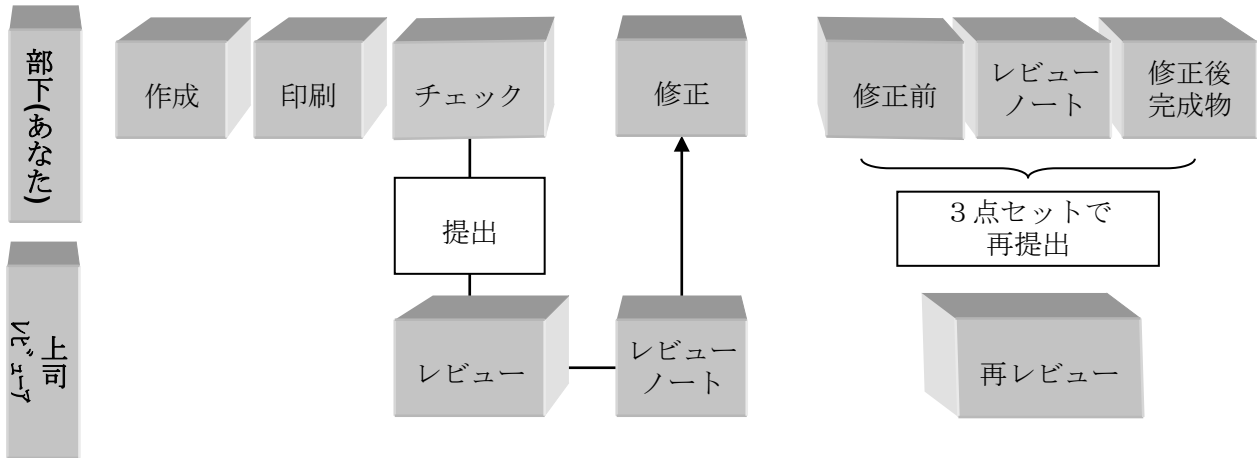 部下(あなた)
作成
印刷
チェック
修正
修正前
レビュー
ノート
修正後
完成物
提出
３点セットで
再提出
上司
ﾚﾋﾞｭｰｱ
レビュー
レビュー
ノート
再レビュー